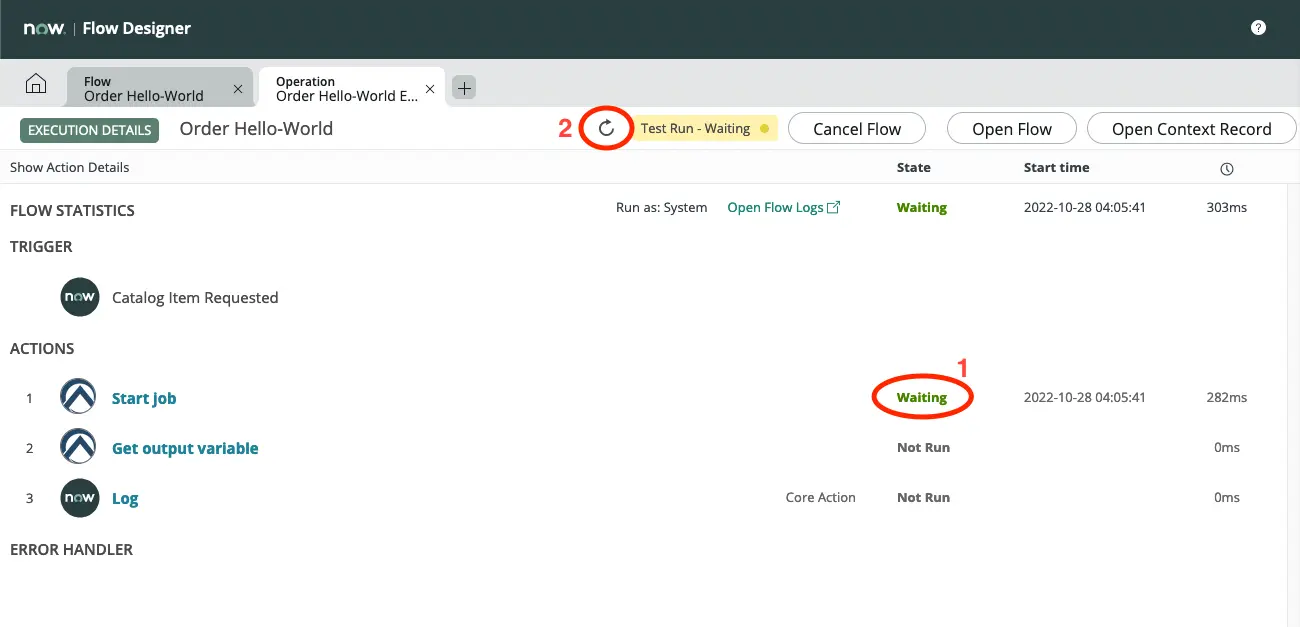 now. | Flow Designer ?
Flow
Order Hello-World
Operation
Order Hello-World E...
EXECUTION DETAILS Order Hello-World 2 Test Run - Waiting Cancel Flow Open Flow Open Context Record
Show Action Details State Start time
FLOW STATISTICS Run as: System Open Flow Logs Waiting 2022-10-28 04:05:41 303ms
TRIGGER
now Catalog Item Requested
ACTIONS
1
1 Start job Waiting 2022-10-28 04:05:41 282ms
2 Get output variable Not Run 0ms
3 now Log Core Action Not Run 0ms
ERROR HANDLER